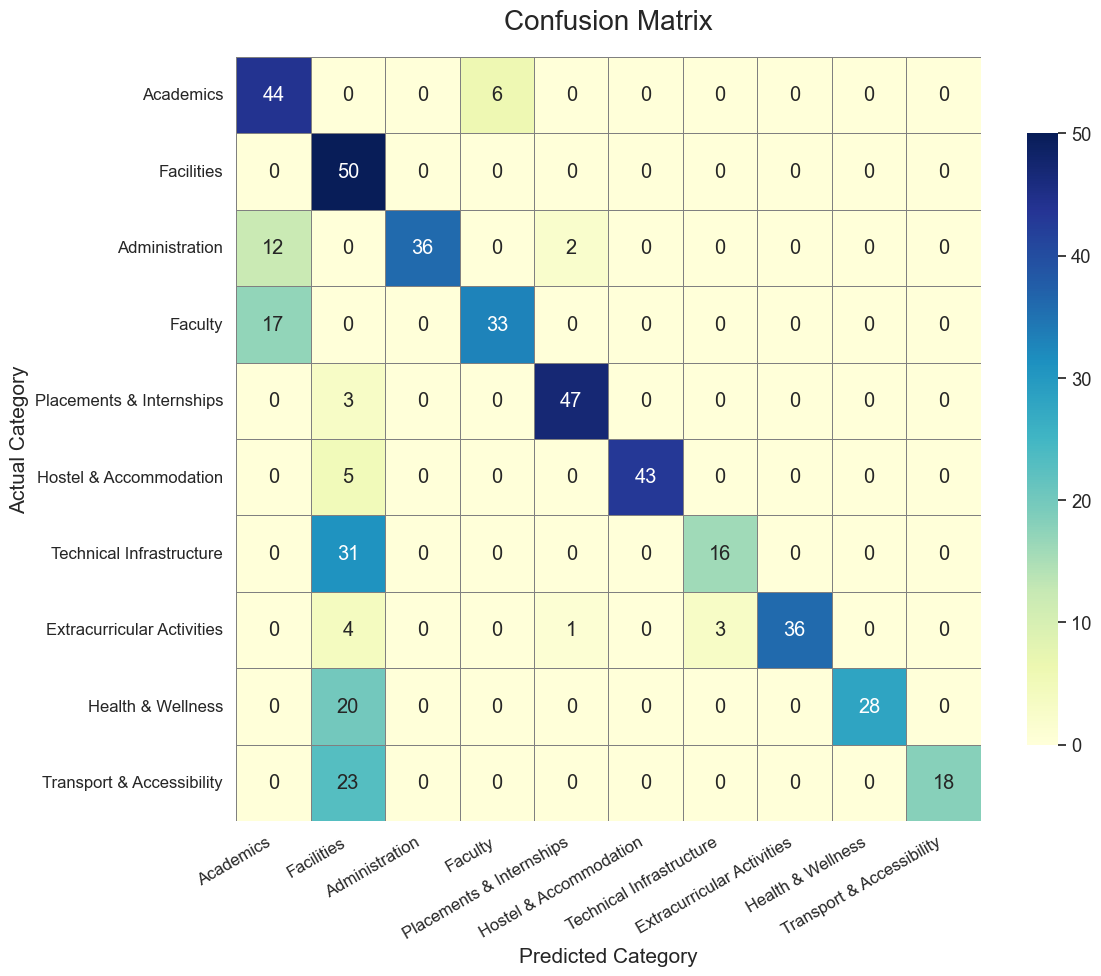 Confusion Matrix
Actual Category
Academics 44 0 0 6 0 0 0 0 0 0
Facilities 0 50 0 0 0 0 0 0 0 0
Administration 12 0 36 0 2 0 0 0 0 0
Faculty 17 0 0 33 0 0 0 0 0 0
Placements & Internships 0 3 0 0 47 0 0 0 0 0
Hostel & Accommodation 0 5 0 0 0 43 0 0 0 0
Technical Infrastructure 0 31 0 0 0 0 16 0 0 0
Extracurricular Activities 0 4 0 0 1 0 3 36 0 0
Health & Wellness 0 20 0 0 0 0 0 0 28 0
Transport & Accessibility 0 23 0 0 0 0 0 0 0 18
Academics
Facilities
Administration
Faculty
Placements & Internships
Hostel & Accommodation
Technical Infrastructure
Extracurricular Activities
Health & Wellness
Transport & Accessibility
Predicted Category
50
40
30
20
10
0